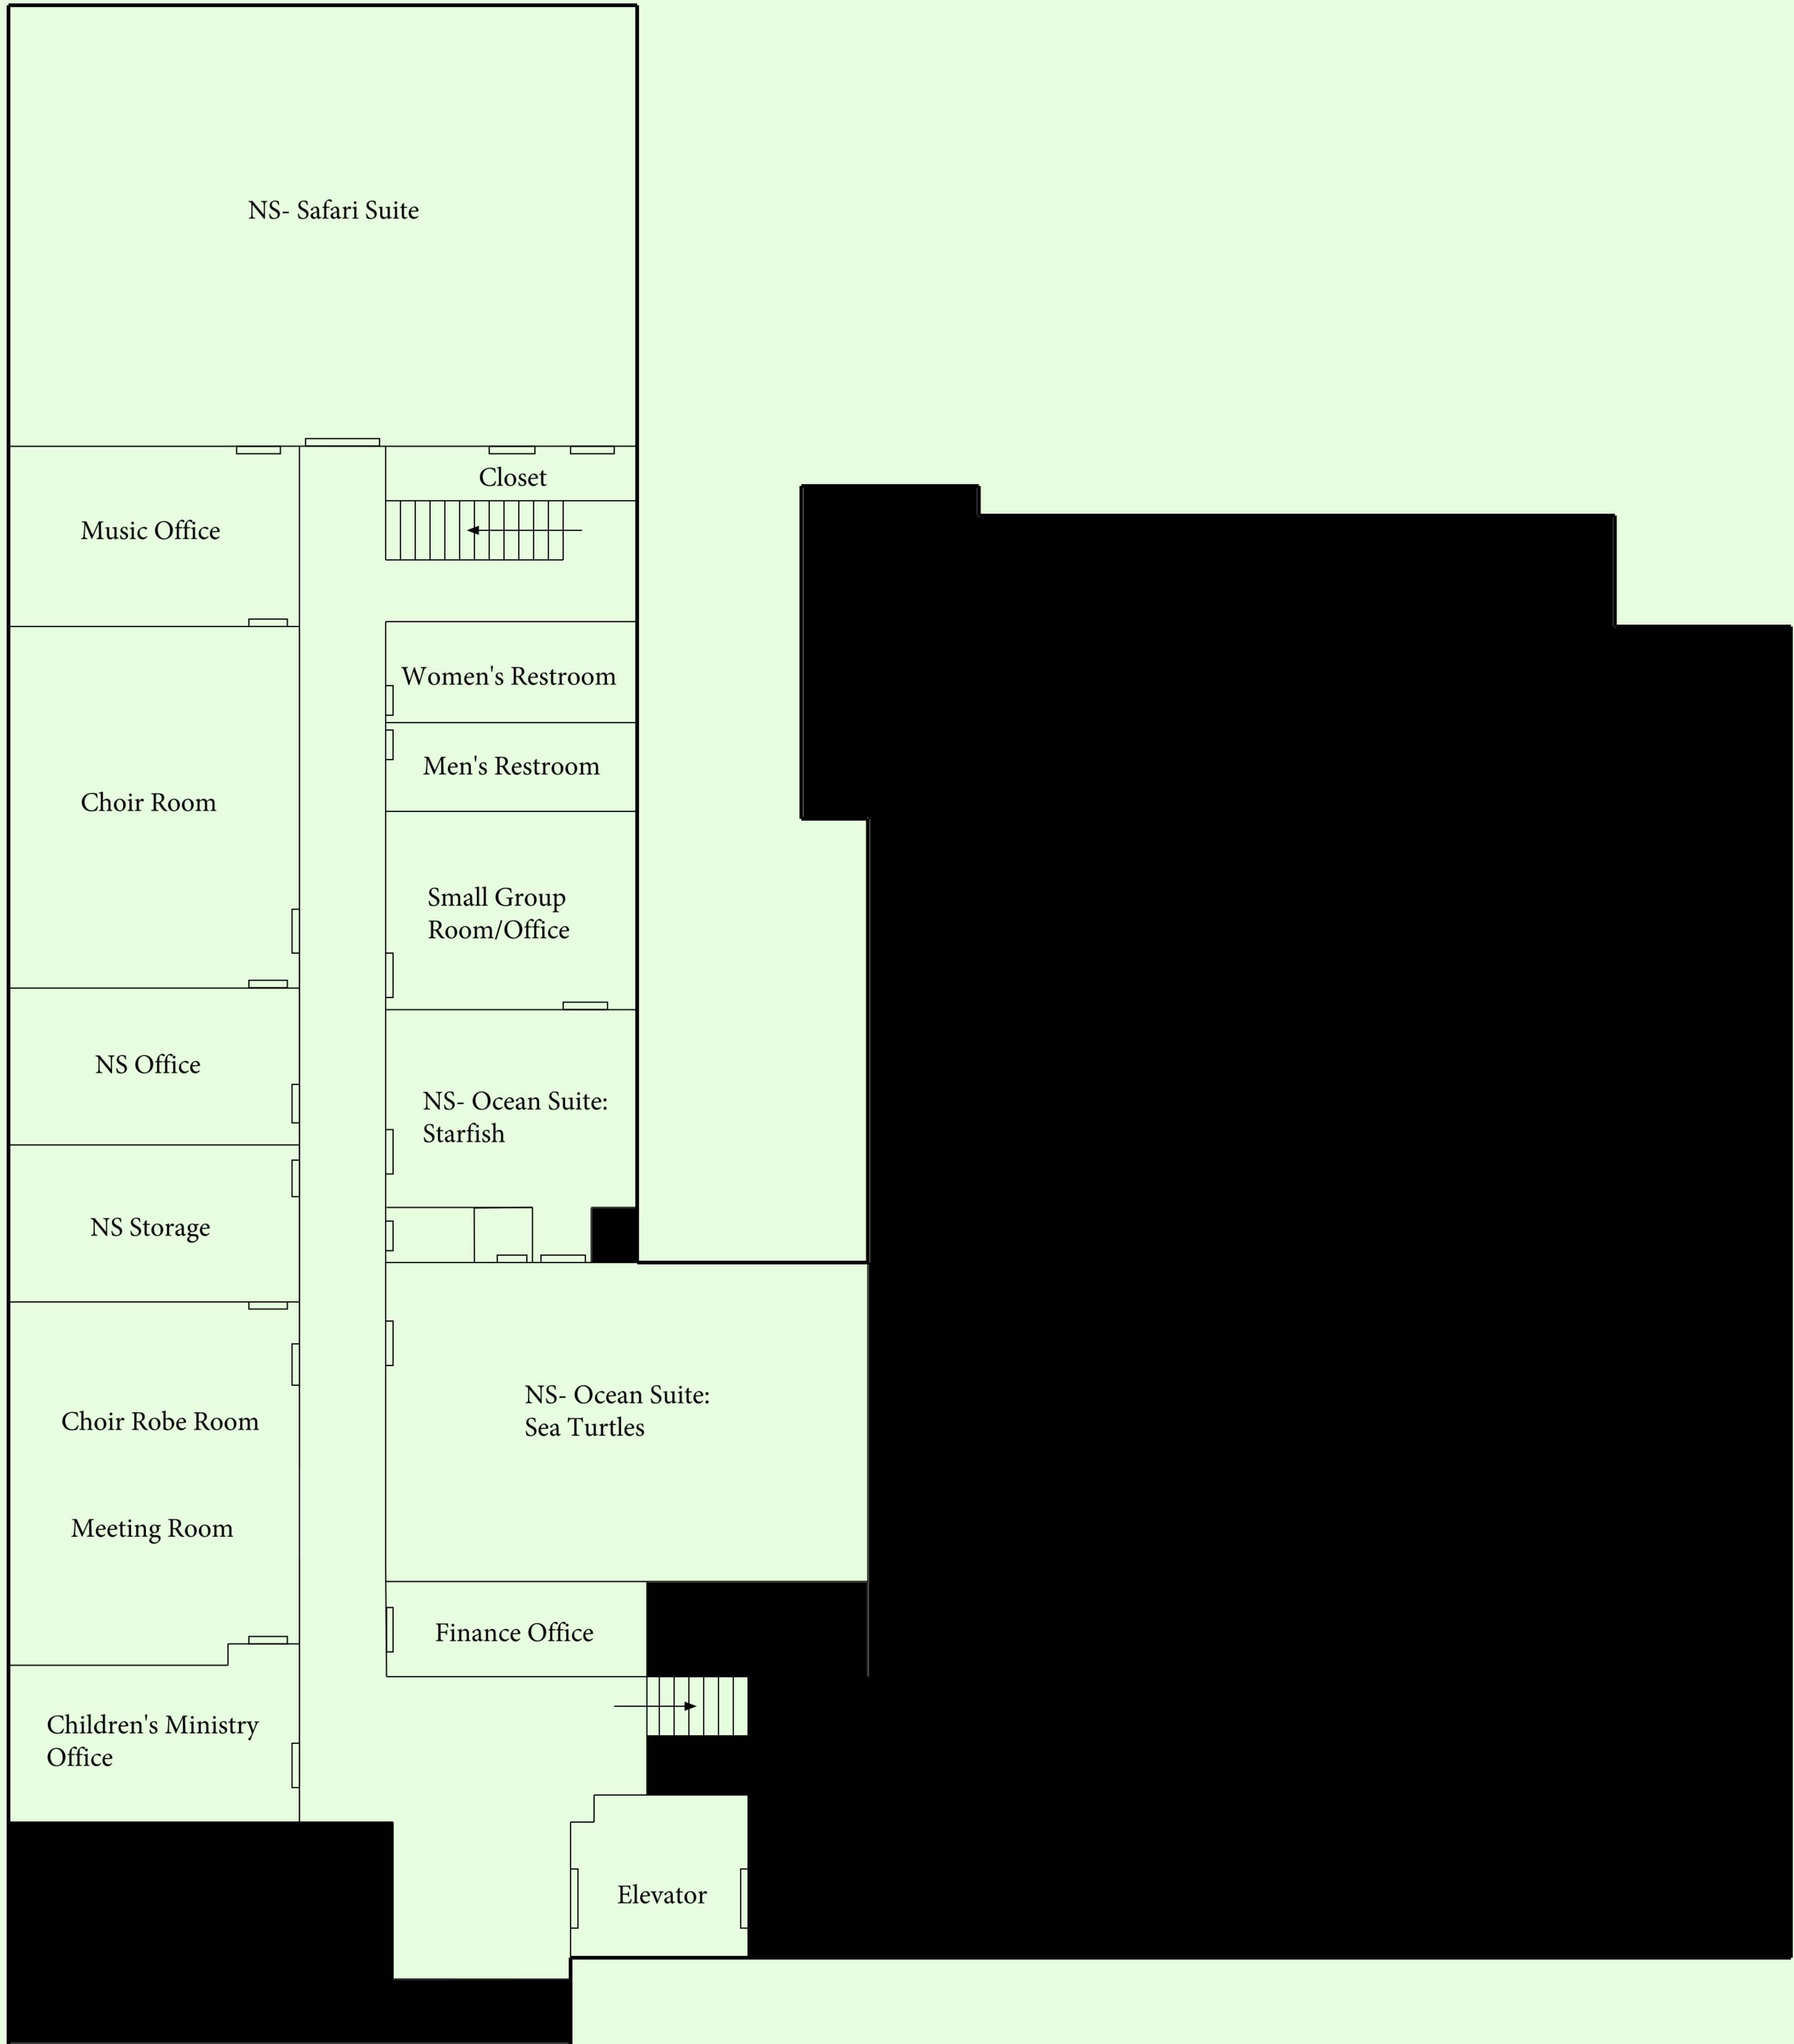 NS- Safari Suite
Closet
Music Office
Women's Restroom
Men's Restroom
Choir Room
Small Group
Room/Office
NS Office
NS- Ocean Suite:
Starfish
NS Storage
NS- Ocean Suite:
Sea Turtles
Choir Robe Room
Meeting Room
Finance Office
Children's Ministry
Office
Elevator